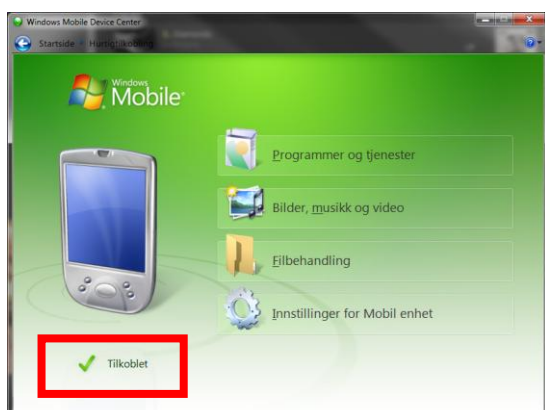 Windows Mobile Device Center
Startside Hurtigtilkobling
Windows
Mobile®
Programmer og tjenester
Bilder, musikk og video
Filbehandling
Innstillinger for Mobil enhet
Tilkoblet